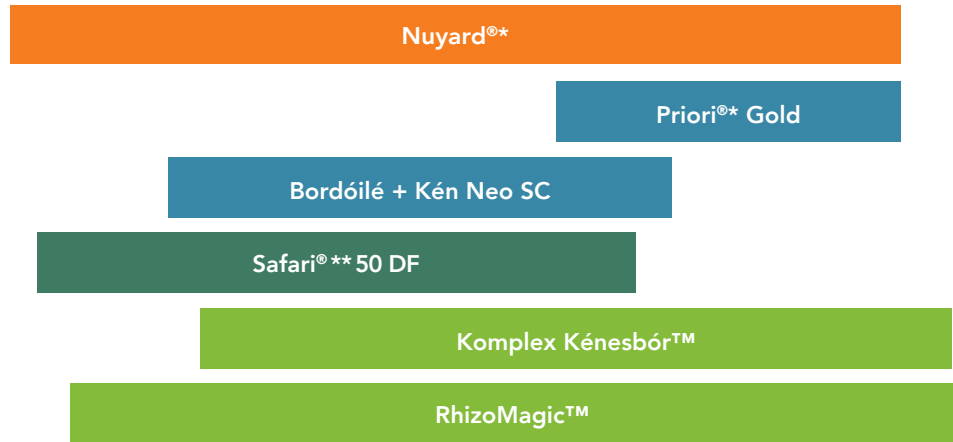 Nuyard®*
Priori®* Gold
Bordóilé + Kén Neo SC
Safari® ** 50 DF
Komplex Kénesbór™
RhizoMagic™